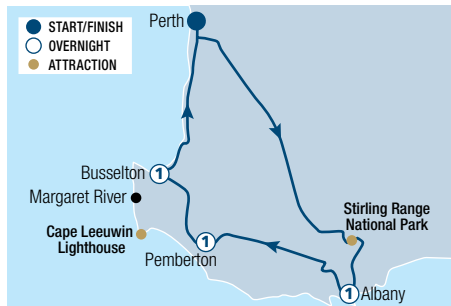 START/FINISH
1 OVERNIGHT
ATTRACTION
Perth
Busselton 1
Margaret River
Cape Leeuwin
Lighthouse
1
Pemberton
Stirling Range
National Park
1 Albany